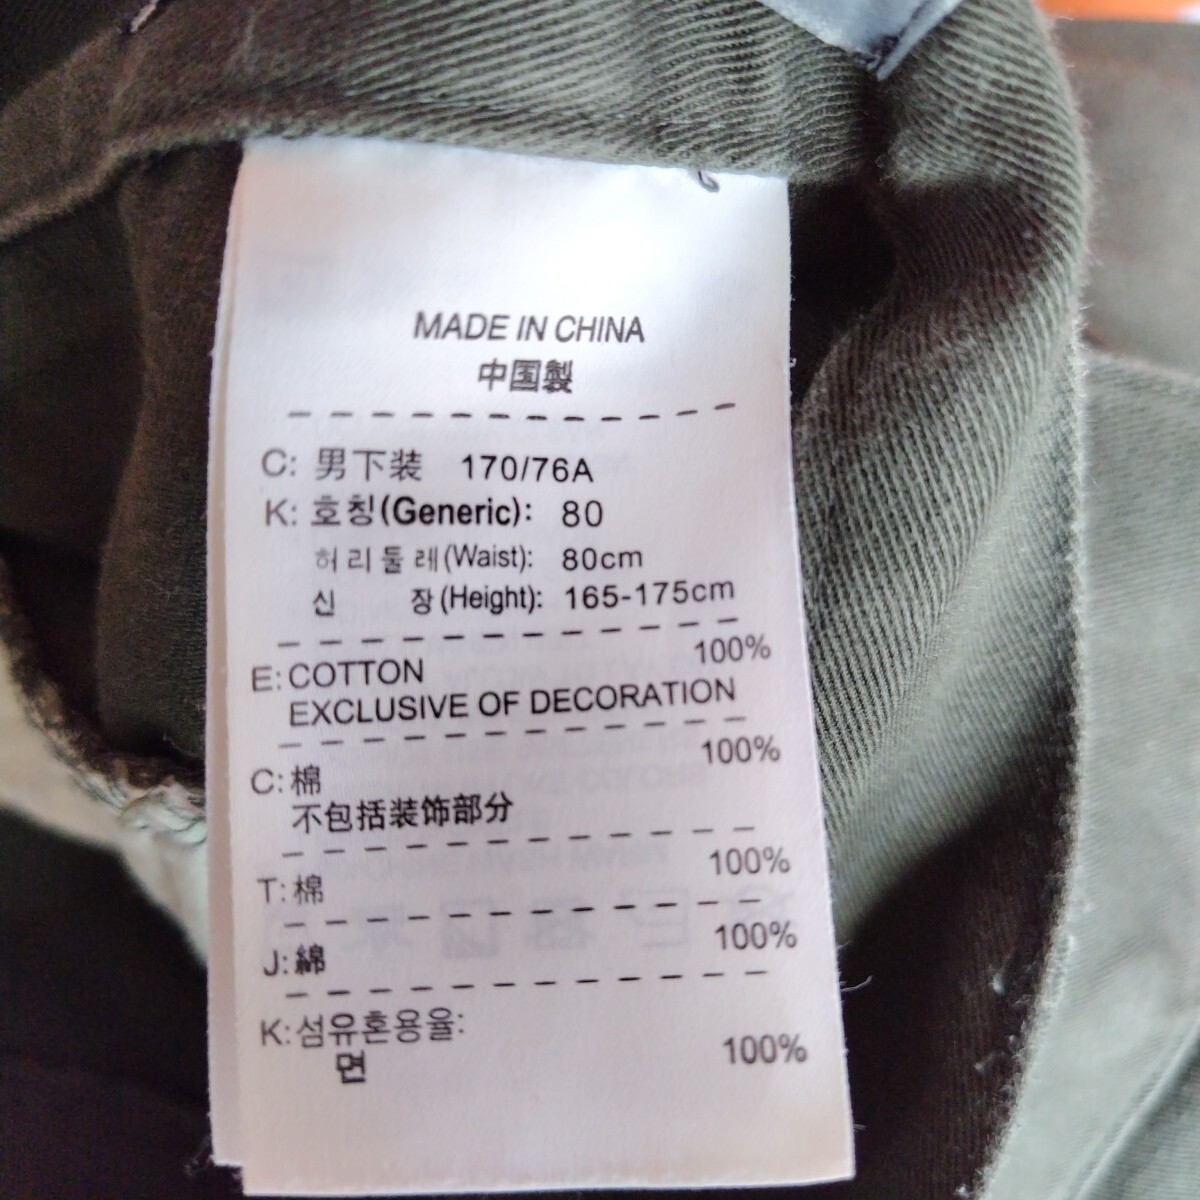 MADE IN CHINA
中国製
C: 男下装 170/76A
K: 호칭(Generic): 80
허리둘레(Waist): 80cm
신 장(Height): 165-175cm
E: COTTON 100%
EXCLUSIVE OF DECORATION
C: 棉 100%
不包括装饰部分
T: 棉 100%
J: 綿 100%
K: 섬유혼용율:
면 100%